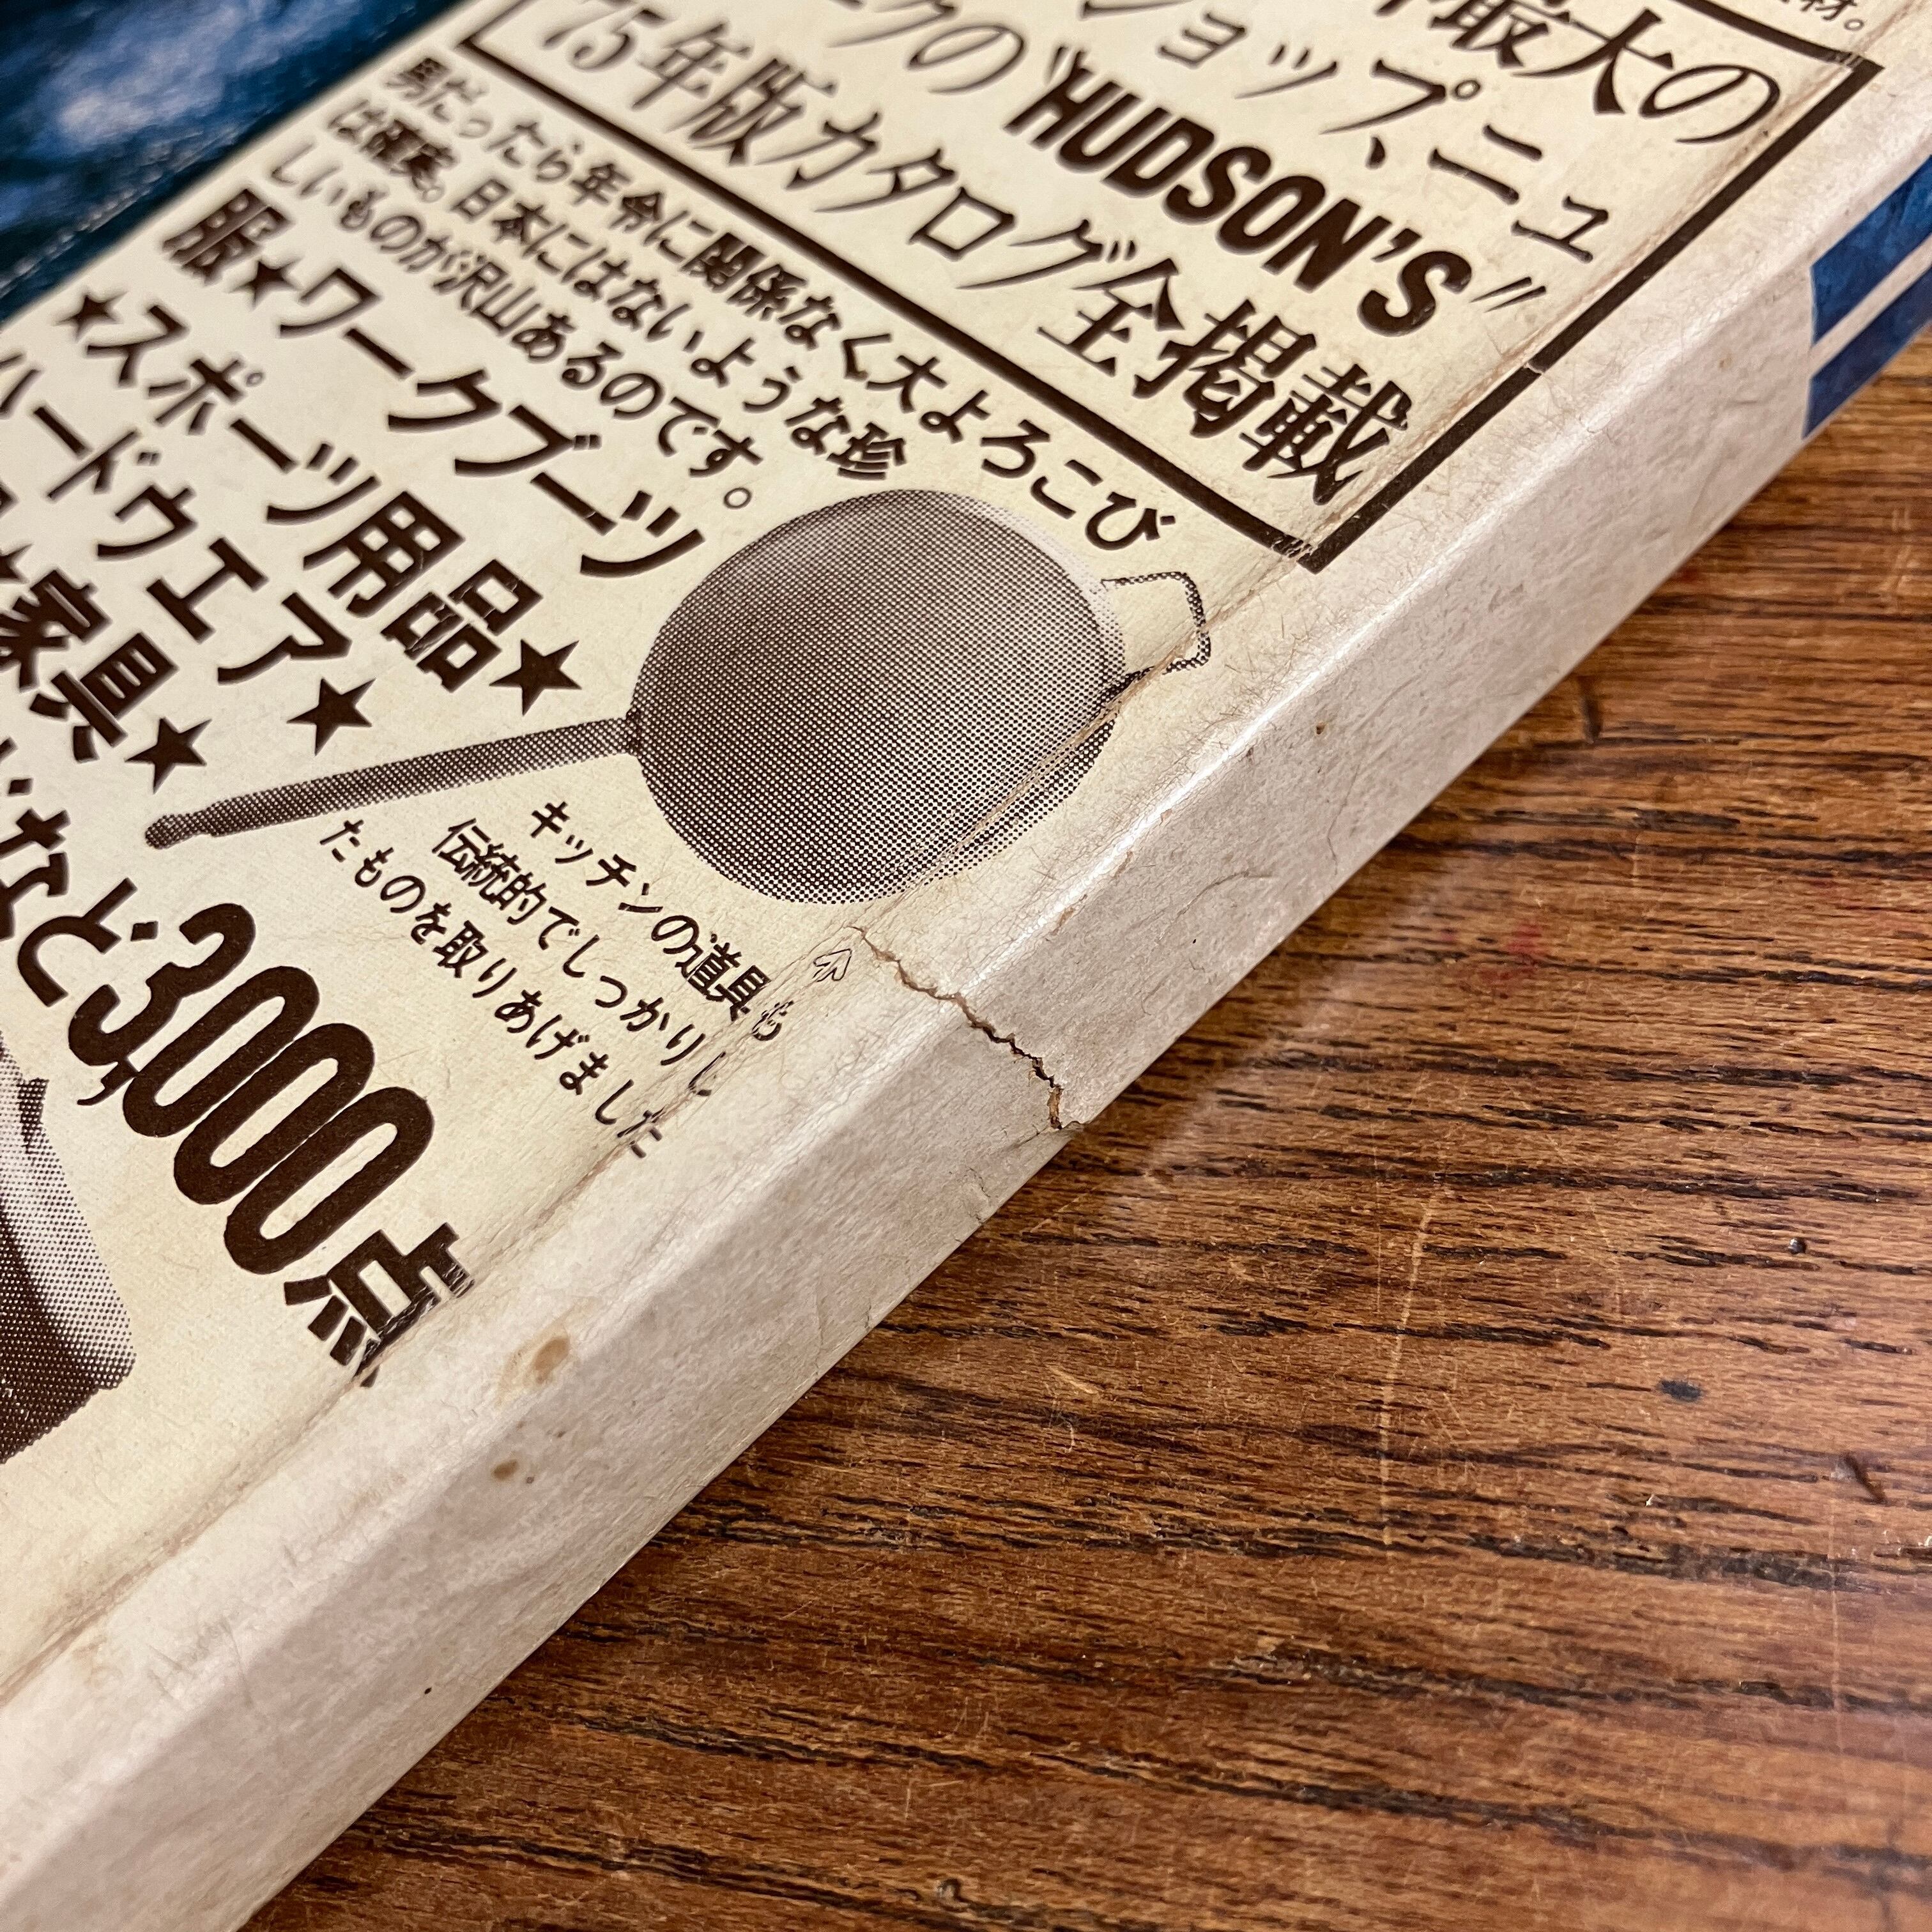 材。
最大の
ショップ、ニュ
クの"HUDSON'S"
75年版カタログ全掲載
男だったら年令に関係なく大よろこび
は確実。日本にはないような珍
しいものが沢山あるのです。
服★ワークブーツ
★スポーツ用品★
ハードウエア★
家具★
など3,000点
キッチンの道具も
伝統的でしっかりし
たものを取りあげました